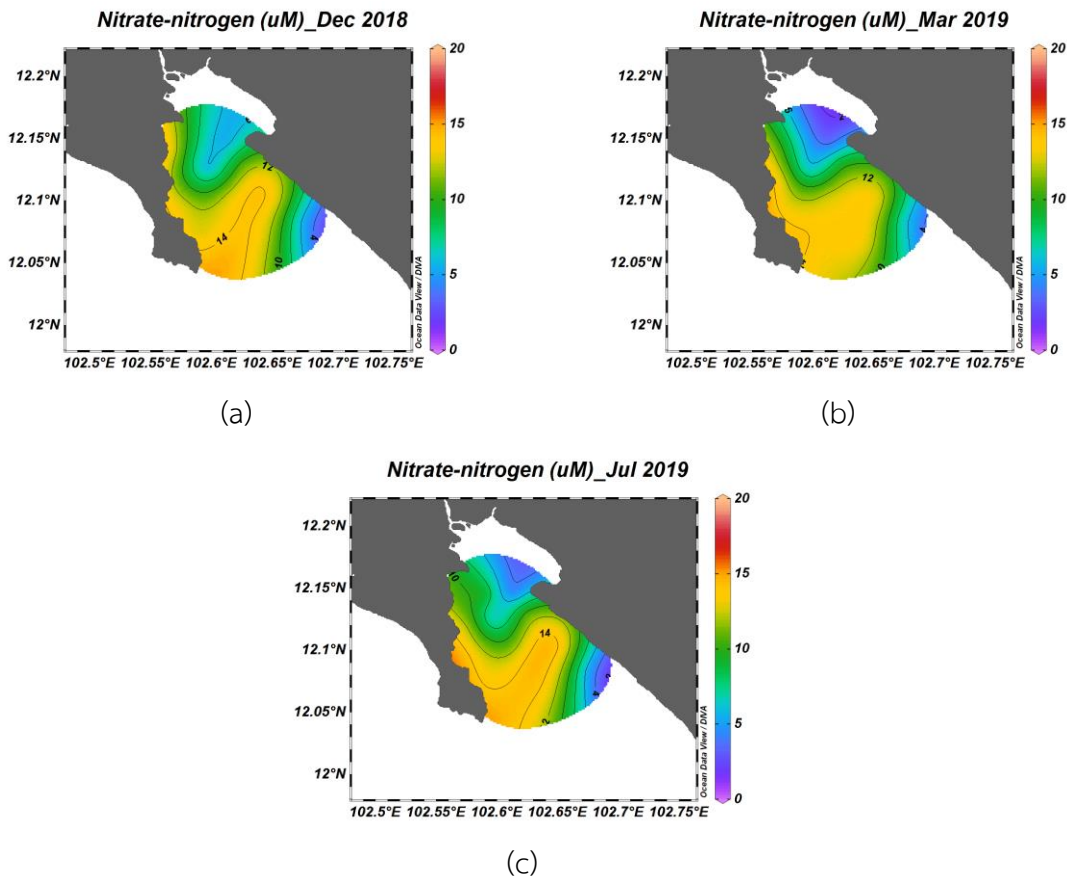 Nitrate-nitrogen (uM)_Dec 2018
12.2°N
12.15°N
12.1°N
12.05°N
12°N
102.5°E 102.55°E 102.6°E 102.65°E 102.7°E 102.75°E
12
14
10
4
20
15
10
5
0
Ocean Data View / DIVA
(a)
Nitrate-nitrogen (uM)_Mar 2019
12.2°N
12.15°N
12.1°N
12.05°N
12°N
102.5°E 102.55°E 102.6°E 102.65°E 102.7°E 102.75°E
12
20
15
10
5
0
Ocean Data View / DIVA
(b)
Nitrate-nitrogen (uM)_Jul 2019
12.2°N
12.15°N
12.1°N
12.05°N
12°N
102.5°E 102.55°E 102.6°E 102.65°E 102.7°E 102.75°E
10
14
2
4
2
20
15
10
5
0
Ocean Data View / DIVA
(c)